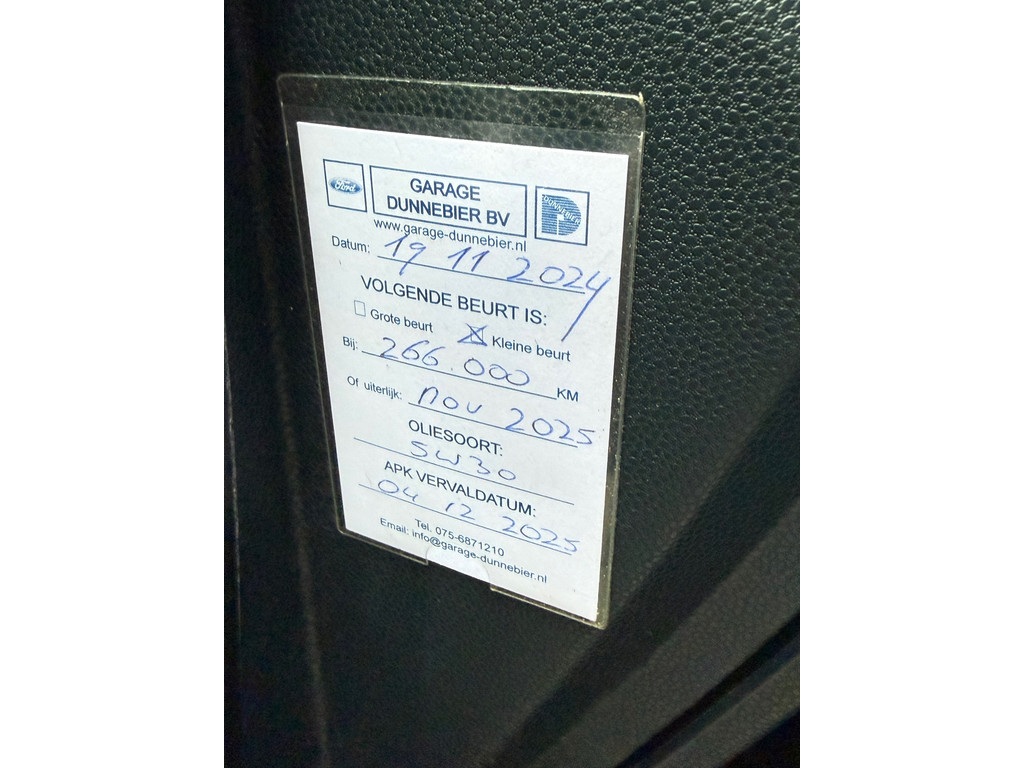 Ford
GARAGE
DUNNEBIER BV
Dunnebier
www.garage-dunnebier.nl
Datum: 19 11 2024
VOLGENDE BEURT IS:
Grote beurt Kleine beurt
Bij: 266.000 KM
Of uiterlijk: nov 2025
OLIESOORT:
5W30
APK VERVALDATUM:
04 12 2025
Tel. 075-6871210
Email: info@garage-dunnebier.nl